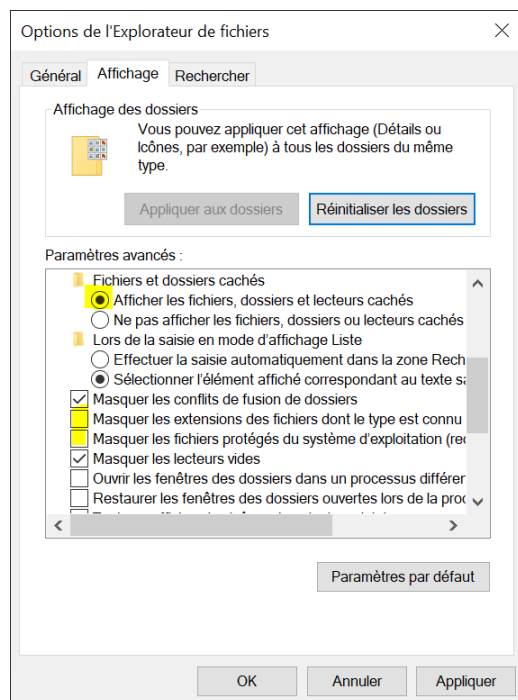 Options de l'Explorateur de fichiers
Général
Affichage
Rechercher
Affichage des dossiers
Vous pouvez appliquer cet affichage (Détails ou
Icônes, par exemple) à tous les dossiers du même
type.
Appliquer aux dossiers
Réinitialiser les dossiers
Paramètres avancés :
Fichiers et dossiers cachés
Afficher les fichiers, dossiers et lecteurs cachés
Ne pas afficher les fichiers, dossiers ou lecteurs cachés
Lors de la saisie en mode d'affichage Liste
Effectuer la saisie automatiquement dans la zone Rech
Sélectionner l'élément affiché correspondant au texte sa
Masquer les conflits de fusion de dossiers
Masquer les extensions des fichiers dont le type est connu
Masquer les fichiers protégés du système d'exploitation (rec
Masquer les lecteurs vides
Ouvrir les fenêtres des dossiers dans un processus différer
Restaurer les fenêtres des dossiers ouvertes lors de la proc
Paramètres par défaut
OK
Annuler
Appliquer